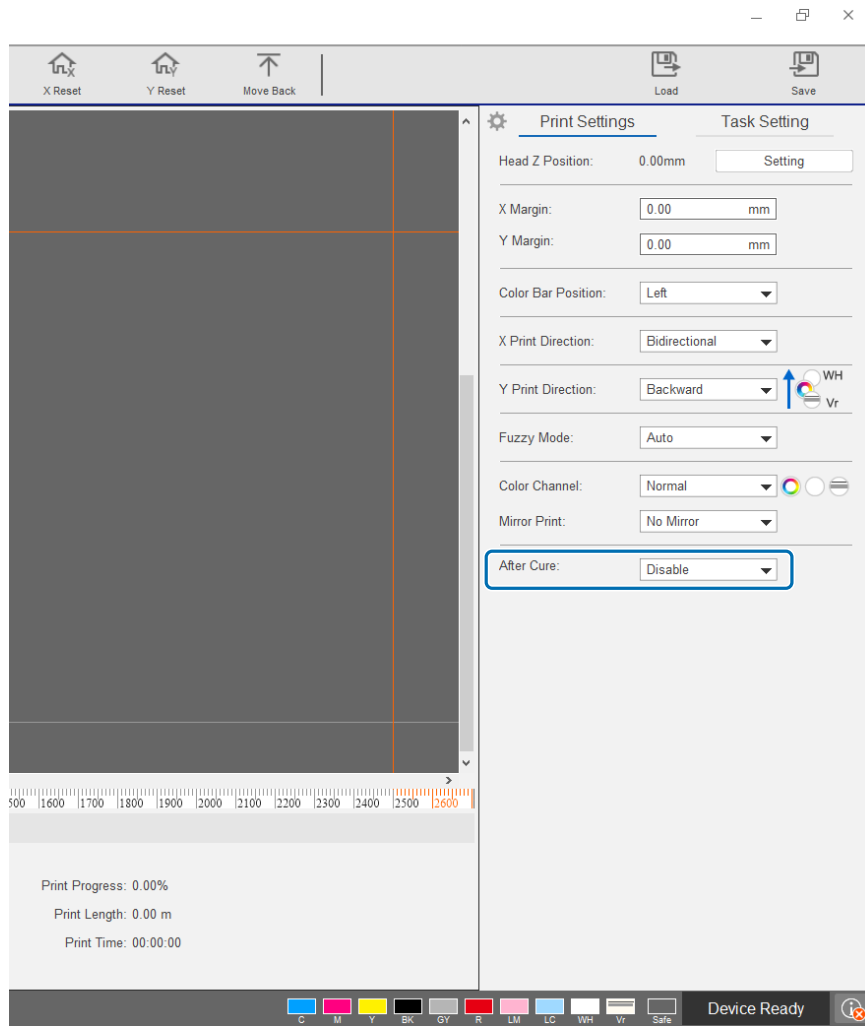 X Reset Y Reset Move Back Load Save
Print Settings Task Setting
Head Z Position: 0.00mm Setting
X Margin: 0.00 mm
Y Margin: 0.00 mm
Color Bar Position: Left
X Print Direction: Bidirectional
WH
Y Print Direction: Backward
Vr
Fuzzy Mode: Auto
Color Channel: Normal
Mirror Print: No Mirror
After Cure: Disable
500 1600 1700 1800 1900 2000 2100 2200 2300 2400 2500 2600
Print Progress: 0.00%
Print Length: 0.00 m
Print Time: 00:00:00
C M Y BK GY R LM LC WH Vr Safe Device Ready